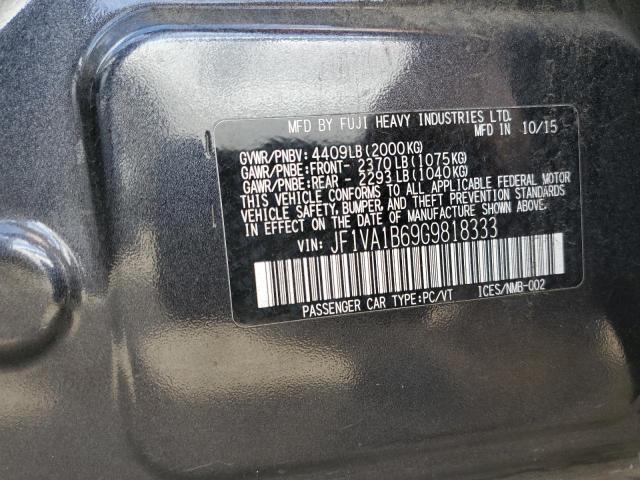 MFD BY FUJI HEAVY INDUSTRIES LTD.
MFD IN 10/15
GVWR/PNBV: 4409LB(2000KG)
GAWR/PNBE:FRONT- 2370LB(1075KG)
GAWR/PNBE:REAR - 2293LB(1040KG)
THIS VEHICLE CONFORMS TO ALL APPLICABLE FEDERAL MOTOR
VEHICLE SAFETY, BUMPER, AND THEFT PREVENTION STANDARDS
IN EFFECT ON THE DATE OF MANUFACTURE SHOWN ABOVE.
VIN: JF1VA1B69G9818333
PASSENGER CAR TYPE:PC/VT ICES/NMB-002